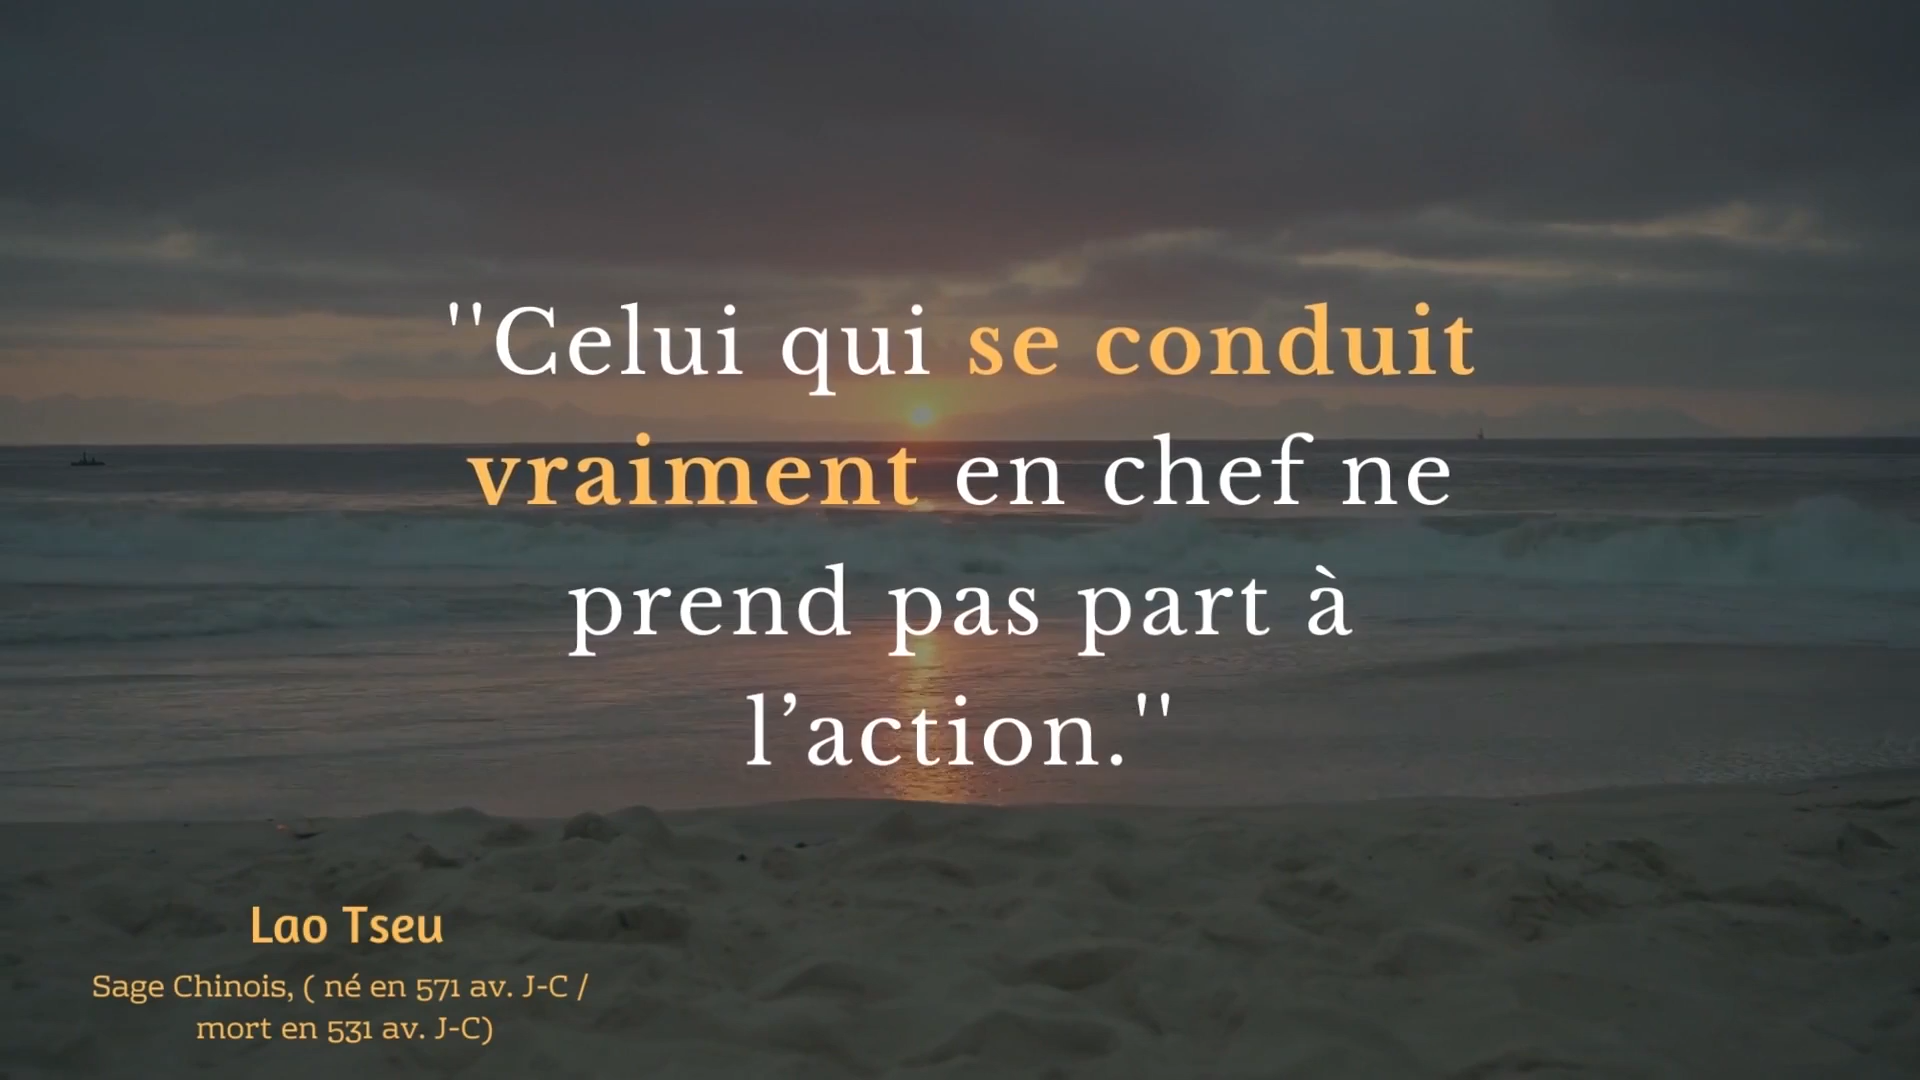 ''Celui qui se conduit
vraiment en chef ne
prend pas part à
l’action.''
Lao Tseu
Sage Chinois, ( né en 571 av. J-C /
mort en 531 av. J-C)